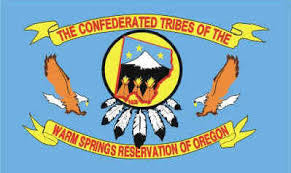 THE CONFEDERATED TRIBES OF THE
WARM SPRINGS RESERVATION OF OREGON